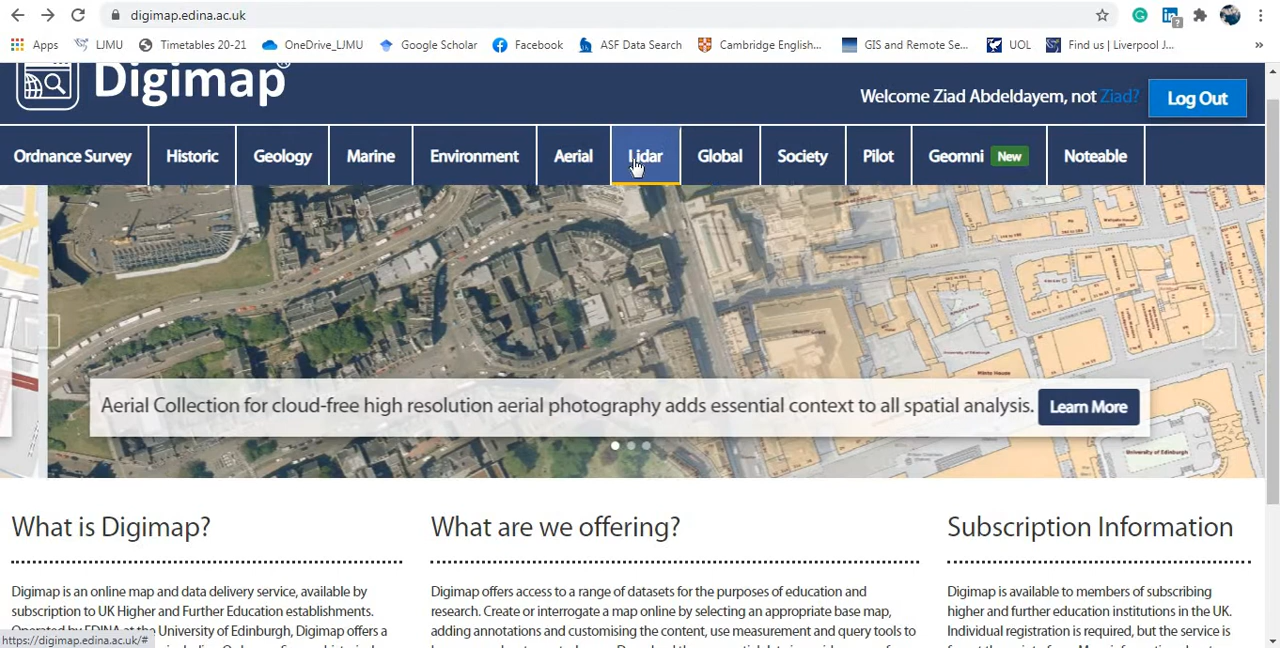 digimap.edina.ac.uk
Apps LJMU Timetables 20-21 OneDrive_LJMU Google Scholar Facebook ASF Data Search Cambridge English... GIS and Remote Se... UOL Find us | Liverpool J... »
Digimap®
Welcome Ziad Abdeldayem, not Ziad? Log Out
Ordnance Survey Historic Geology Marine Environment Aerial Lidar Global Society Pilot Geomni New Noteable
Aerial Collection for cloud-free high resolution aerial photography adds essential context to all spatial analysis. Learn More
University of Edinburgh
What is Digimap?
Digimap is an online map and data delivery service, available by
subscription to UK Higher and Further Education establishments.
Operated by EDINA at the University of Edinburgh, Digimap offers a
What are we offering?
Digimap offers access to a range of datasets for the purposes of education and
research. Create or interrogate a map online by selecting an appropriate base map,
adding annotations and customising the content, use measurement and query tools to
Subscription Information
Digimap is available to members of subscribing
higher and further education institutions in the UK.
Individual registration is required, but the service is
https://digimap.edina.ac.uk/#